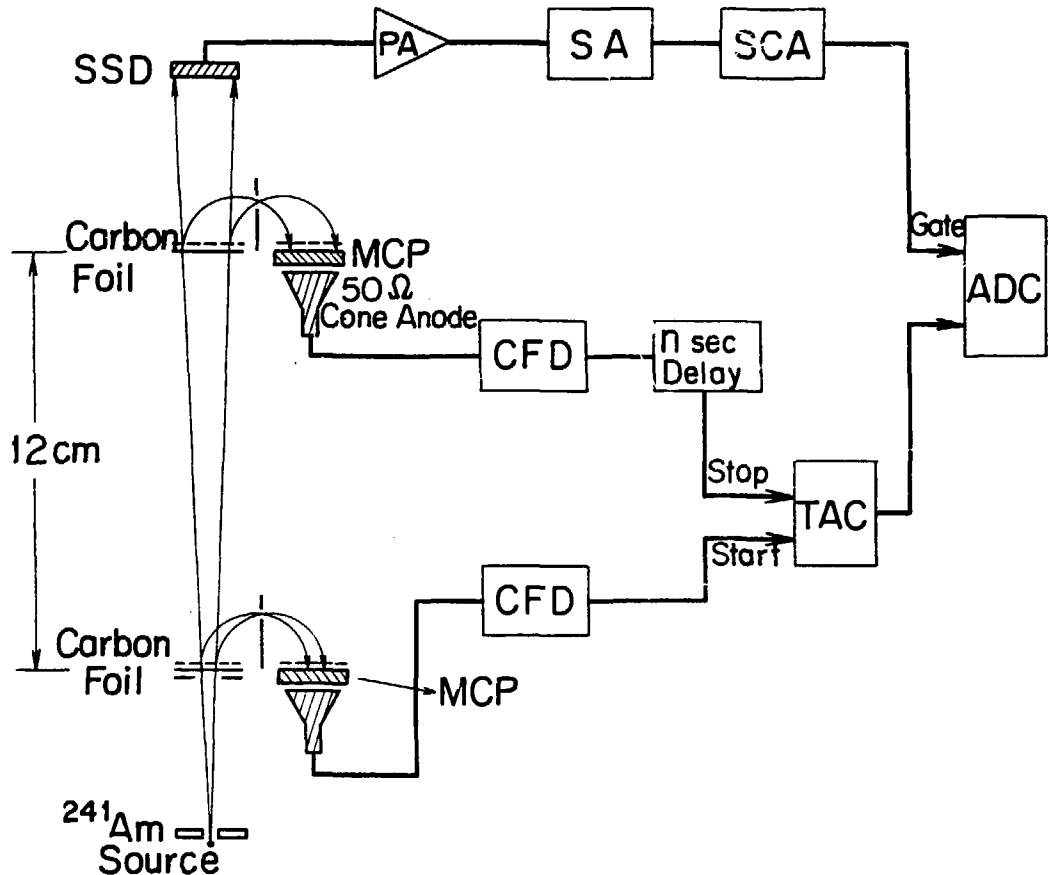 PA
SA
SCA
SSD
Gate
ADC
Carbon
Foil
MCP
50 Ω
Cone Anode
CFD
n sec
Delay
12 cm
Stop
TAC
Start
CFD
Carbon
Foil
MCP
241Am
Source